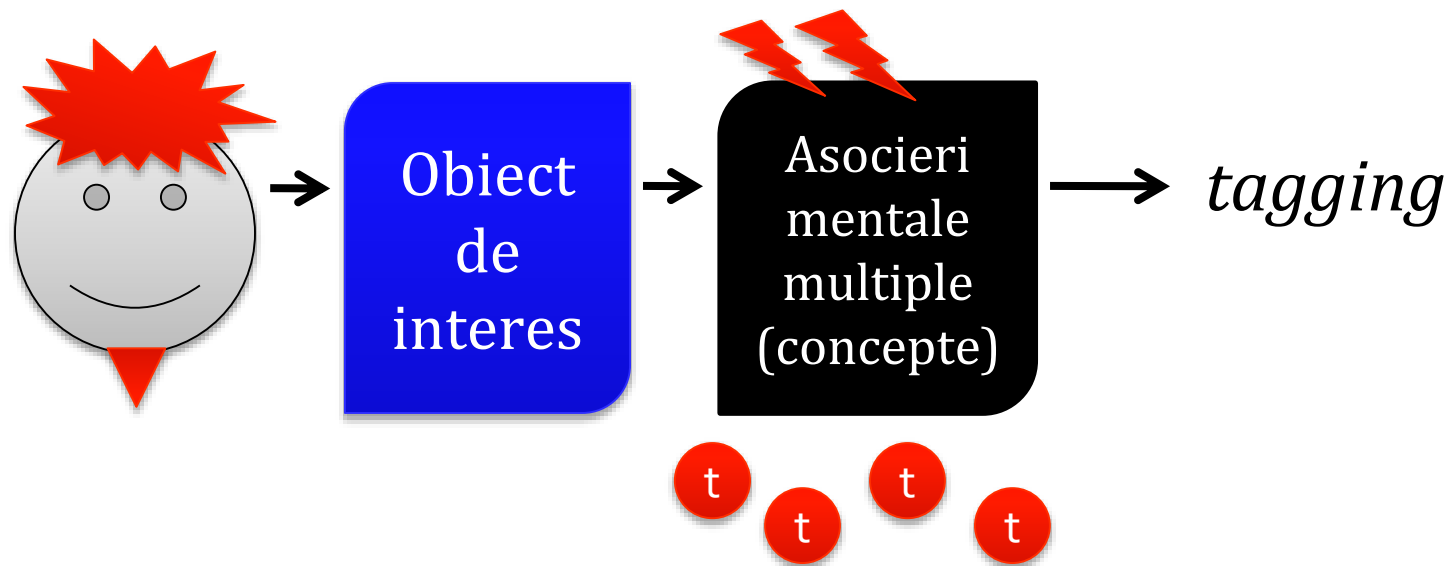 Obiect
de
interes
Asocieri
mentale
multiple
(concepte)
tagging
t
t
t
t